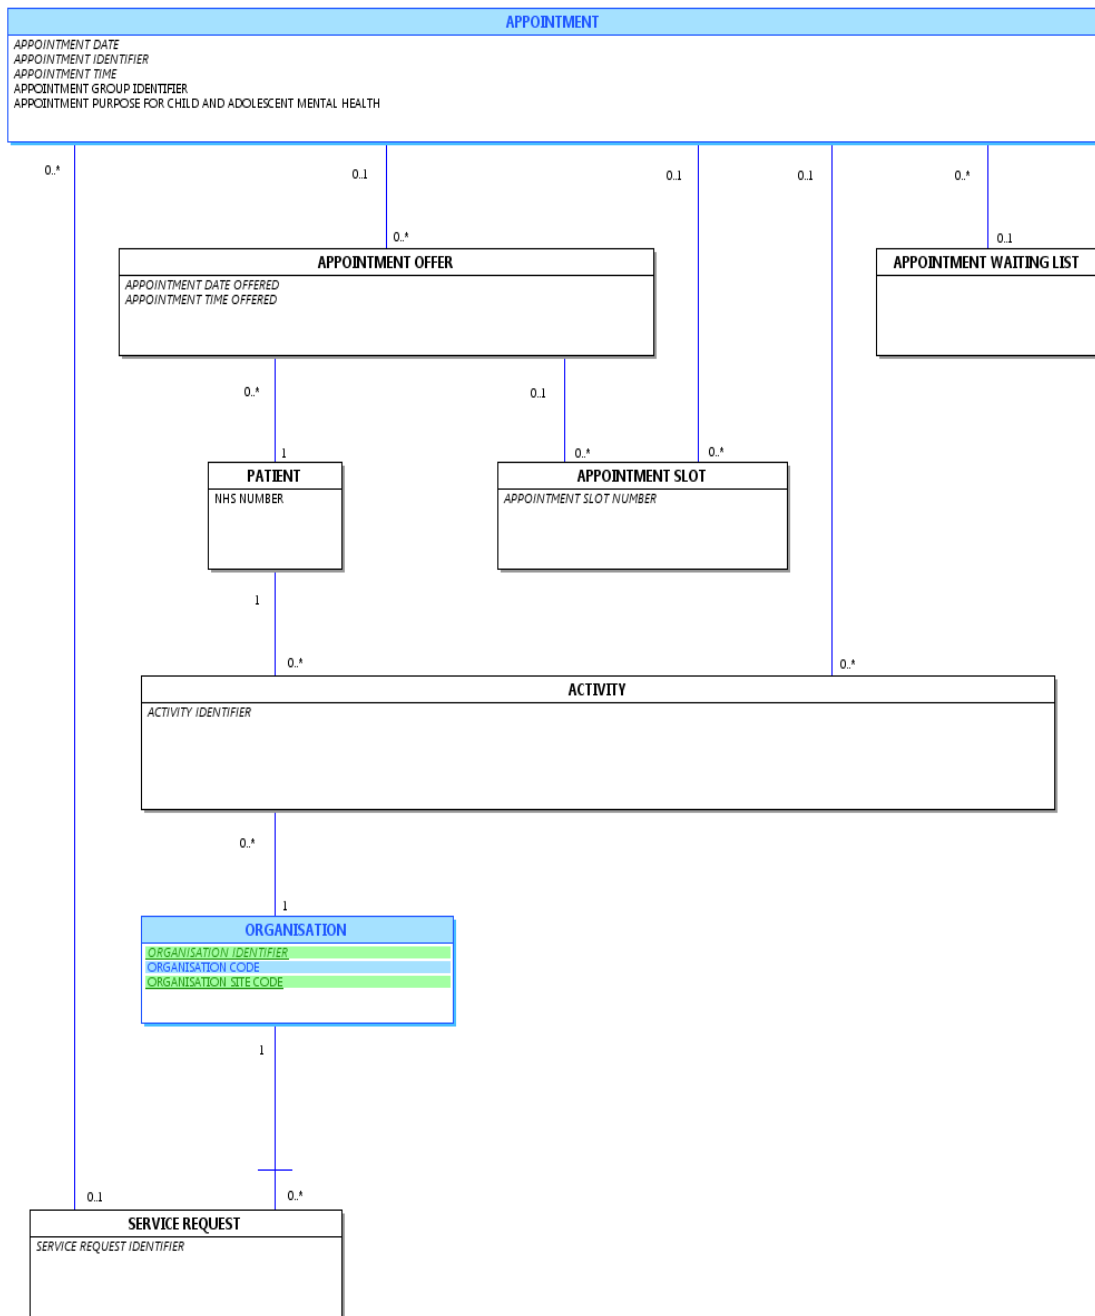 APPOINTMENT
APPOINTMENT DATE
APPOINTMENT IDENTIFIER
APPOINTMENT TIME
APPOINTMENT GROUP IDENTIFIER
APPOINTMENT PURPOSE FOR CHILD AND ADOLESCENT MENTAL HEALTH
0..*
0..1
0..1
0..1
0..*
0..*
0..1
APPOINTMENT OFFER
APPOINTMENT DATE OFFERED
APPOINTMENT TIME OFFERED
APPOINTMENT WAITING LIST
0..*
0..1
1
0..*
0..*
PATIENT
NHS NUMBER
APPOINTMENT SLOT
APPOINTMENT SLOT NUMBER
1
0..*
0..*
ACTIVITY
ACTIVITY IDENTIFIER
0..*
1
ORGANISATION
ORGANISATION IDENTIFIER
ORGANISATION CODE
ORGANISATION SITE CODE
1
0..1
0..*
SERVICE REQUEST
SERVICE REQUEST IDENTIFIER